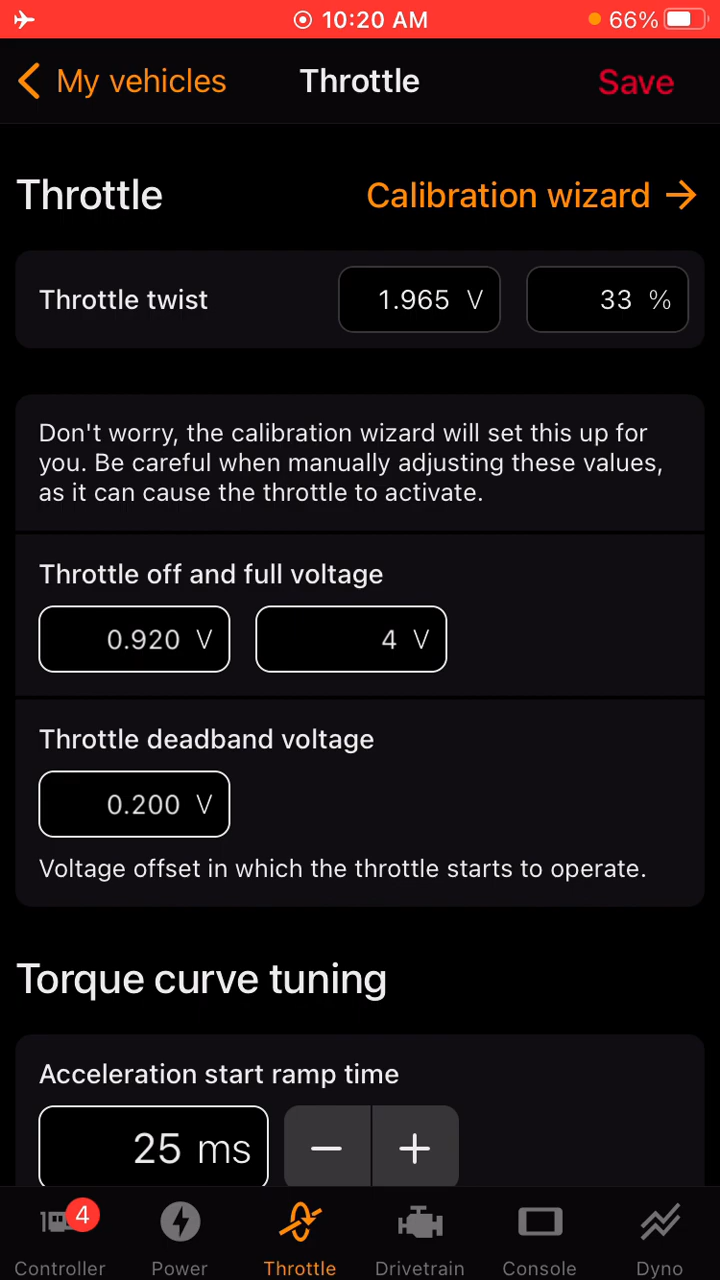 10:20 AM
66%
My vehicles
Throttle
Save
Throttle
Calibration wizard
Throttle twist
1.965 V
33 %
Don't worry, the calibration wizard will set this up for
you. Be careful when manually adjusting these values,
as it can cause the throttle to activate.
Throttle off and full voltage
0.920 V
4 V
Throttle deadband voltage
0.200 V
Voltage offset in which the throttle starts to operate.
Torque curve tuning
Acceleration start ramp time
25 ms
4
Controller
Power
Throttle
Drivetrain
Console
Dyno